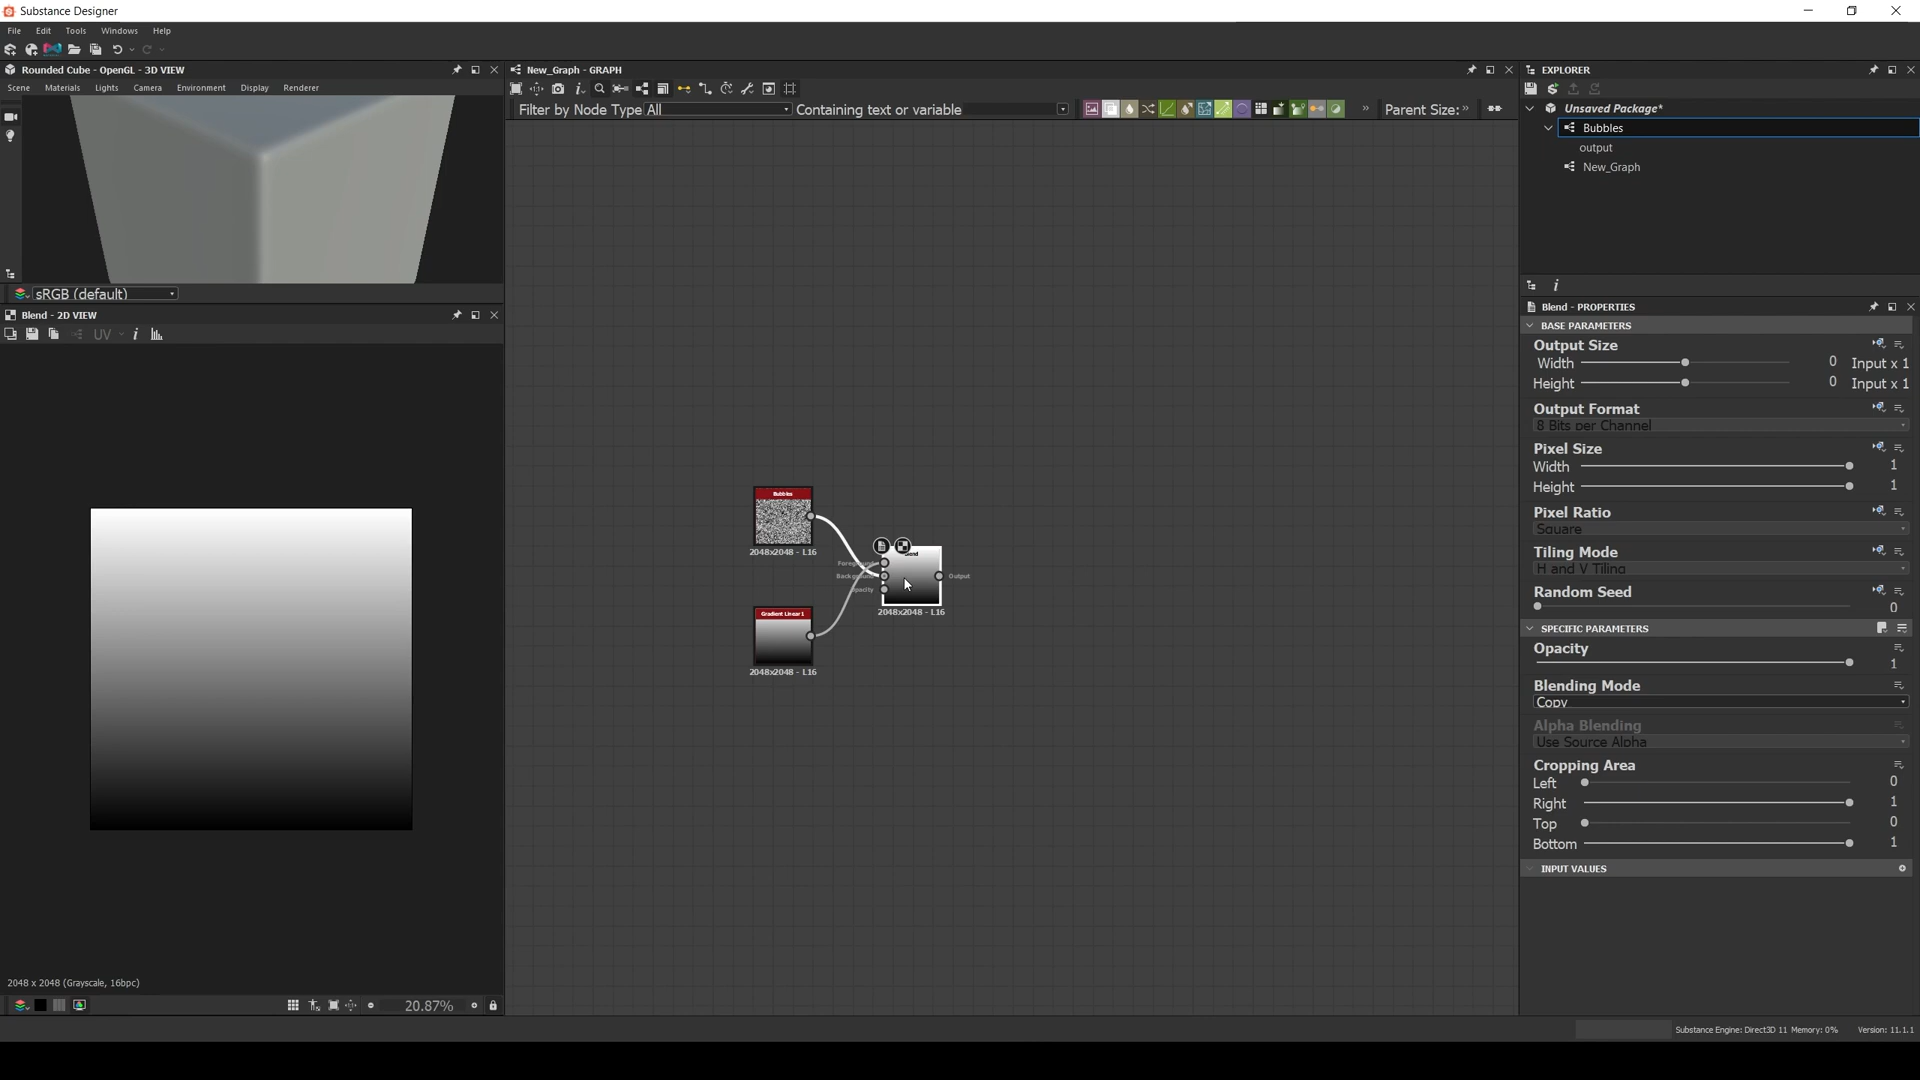 Substance Designer
File Edit Tools Windows Help
Rounded Cube - OpenGL - 3D VIEW
Scene Materials Lights Camera Environment Display Renderer
sRGB (default)
Blend - 2D VIEW
UV
2048 x 2048 (Grayscale, 16bpc)
20.87%
New_Graph - GRAPH
Filter by Node Type All Containing text or variable Parent Size:
Bubbles
2048x2048 - L16
Foreground
Background
Opacity
Blend
Output
2048x2048 - L16
Gradient Linear 1
2048x2048 - L16
EXPLORER
Unsaved Package*
Bubbles
output
New_Graph
Blend - PROPERTIES
BASE PARAMETERS
Output Size
Width 0 Input x 1
Height 0 Input x 1
Output Format
8 Bits per Channel
Pixel Size
Width 1
Height 1
Pixel Ratio
Square
Tiling Mode
H and V Tiling
Random Seed
0
SPECIFIC PARAMETERS
Opacity
1
Blending Mode
Copy
Alpha Blending
Use Source Alpha
Cropping Area
Left 0
Right 1
Top 0
Bottom 1
INPUT VALUES
Substance Engine: Direct3D 11 Memory: 0% Version: 11.1.1